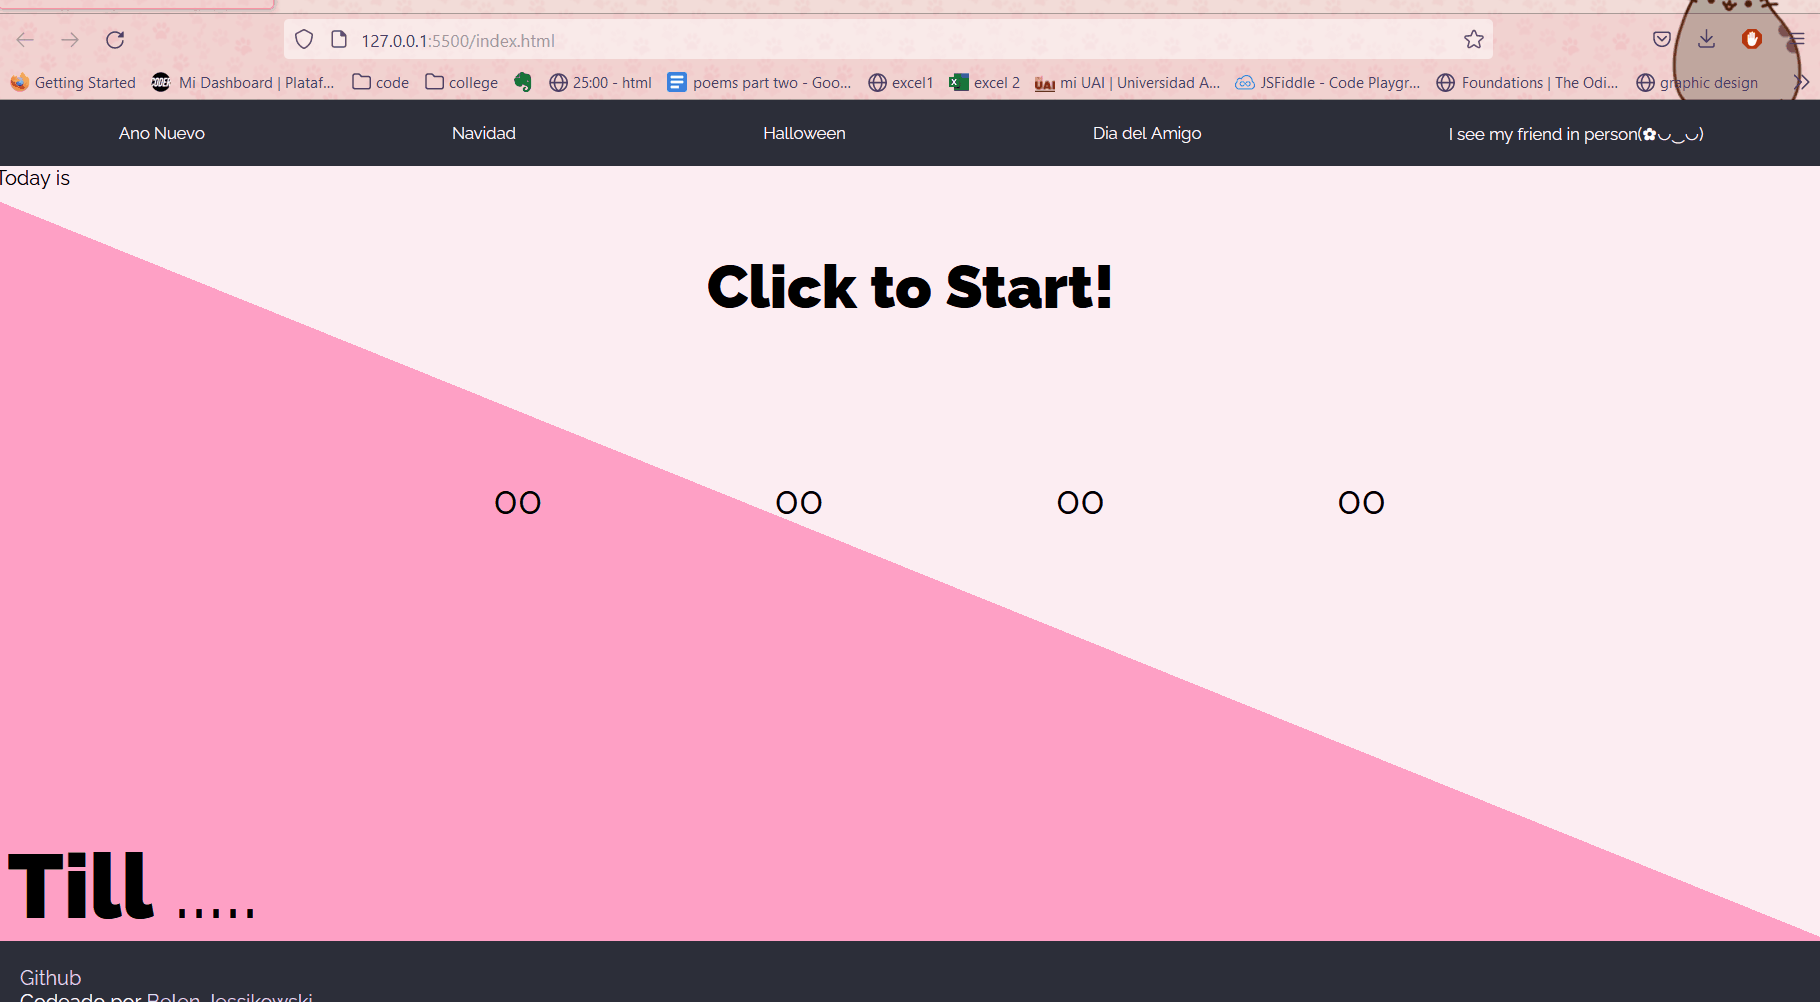 127.0.0.1:5500/index.html
Getting Started Mi Dashboard | Plataf... code college 25:00 - html poems part two - Goo... excel1 excel 2 mi UAI | Universidad A... JSFiddle - Code Playgr... Foundations | The Odi... graphic design
Ano Nuevo Navidad Halloween Dia del Amigo I see my friend in person(✿◡‿◡)
Today is
Click to Start!
00 00 00 00
Till .....
Github
Codeado por Belen Jessikowski